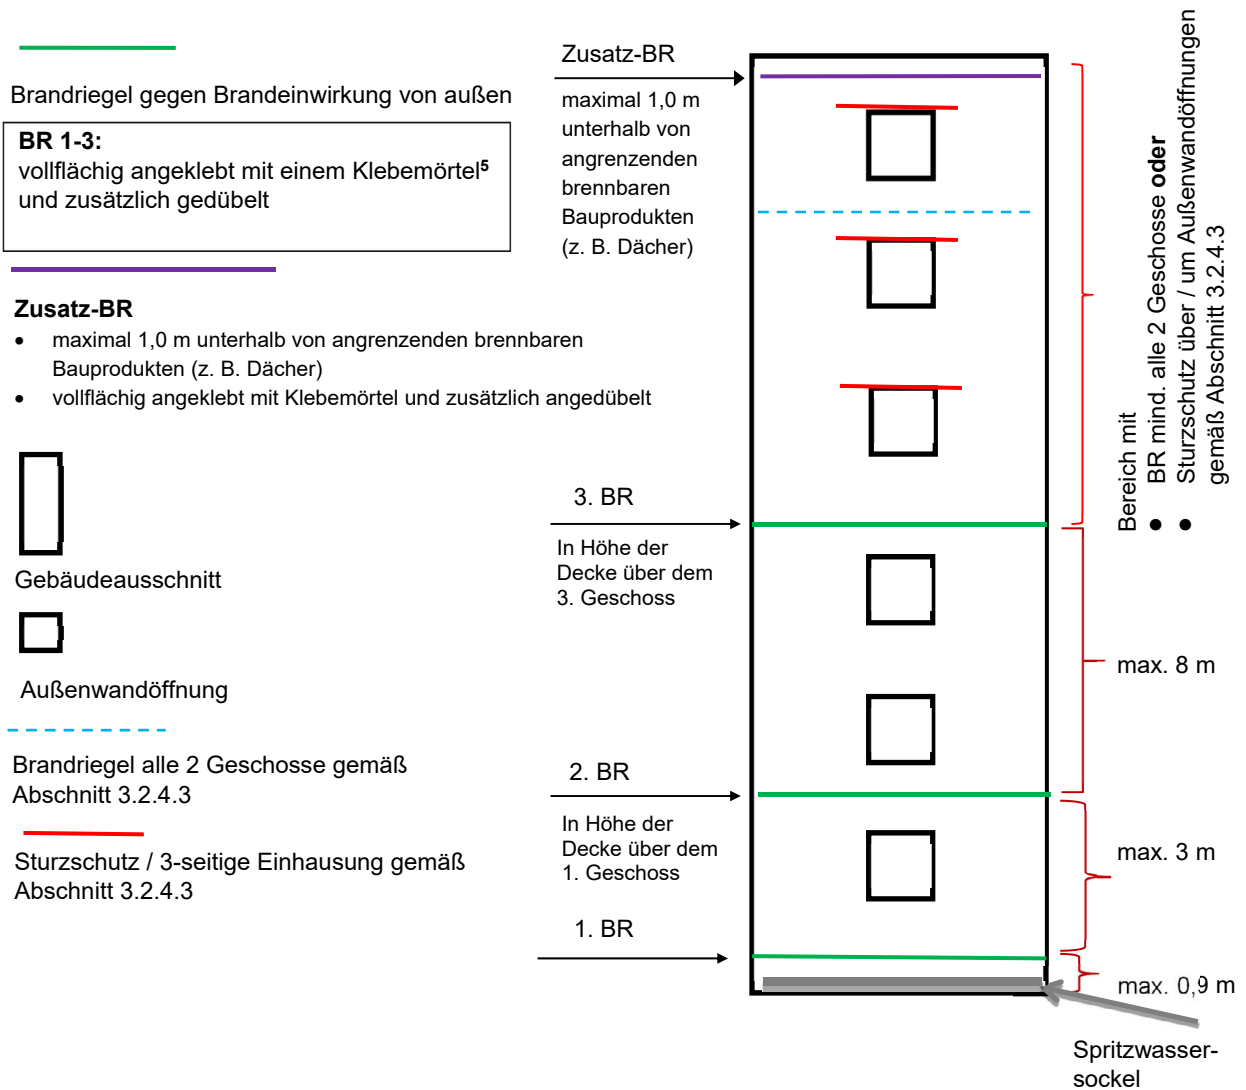 Brandriegel gegen Brandeinwirkung von außen
BR 1-3:
vollflächig angeklebt mit einem Klebemörtel⁵
und zusätzlich gedübelt
Zusatz-BR
• maximal 1,0 m unterhalb von angrenzenden brennbaren
Bauprodukten (z. B. Dächer)
• vollflächig angeklebt mit Klebemörtel und zusätzlich angedübelt
Gebäudeausschnitt
Außenwandöffnung
Brandriegel alle 2 Geschosse gemäß
Abschnitt 3.2.4.3
Sturzschutz / 3-seitige Einhausung gemäß
Abschnitt 3.2.4.3
Zusatz-BR
maximal 1,0 m
unterhalb von
angrenzenden
brennbaren
Bauprodukten
(z. B. Dächer)
3. BR
In Höhe der
Decke über dem
3. Geschoss
2. BR
In Höhe der
Decke über dem
1. Geschoss
1. BR
Bereich mit
• BR mind. alle 2 Geschosse oder
• Sturzschutz über / um Außenwandöffnungen
gemäß Abschnitt 3.2.4.3
max. 8 m
max. 3 m
max. 0,9 m
Spritzwasser-
sockel